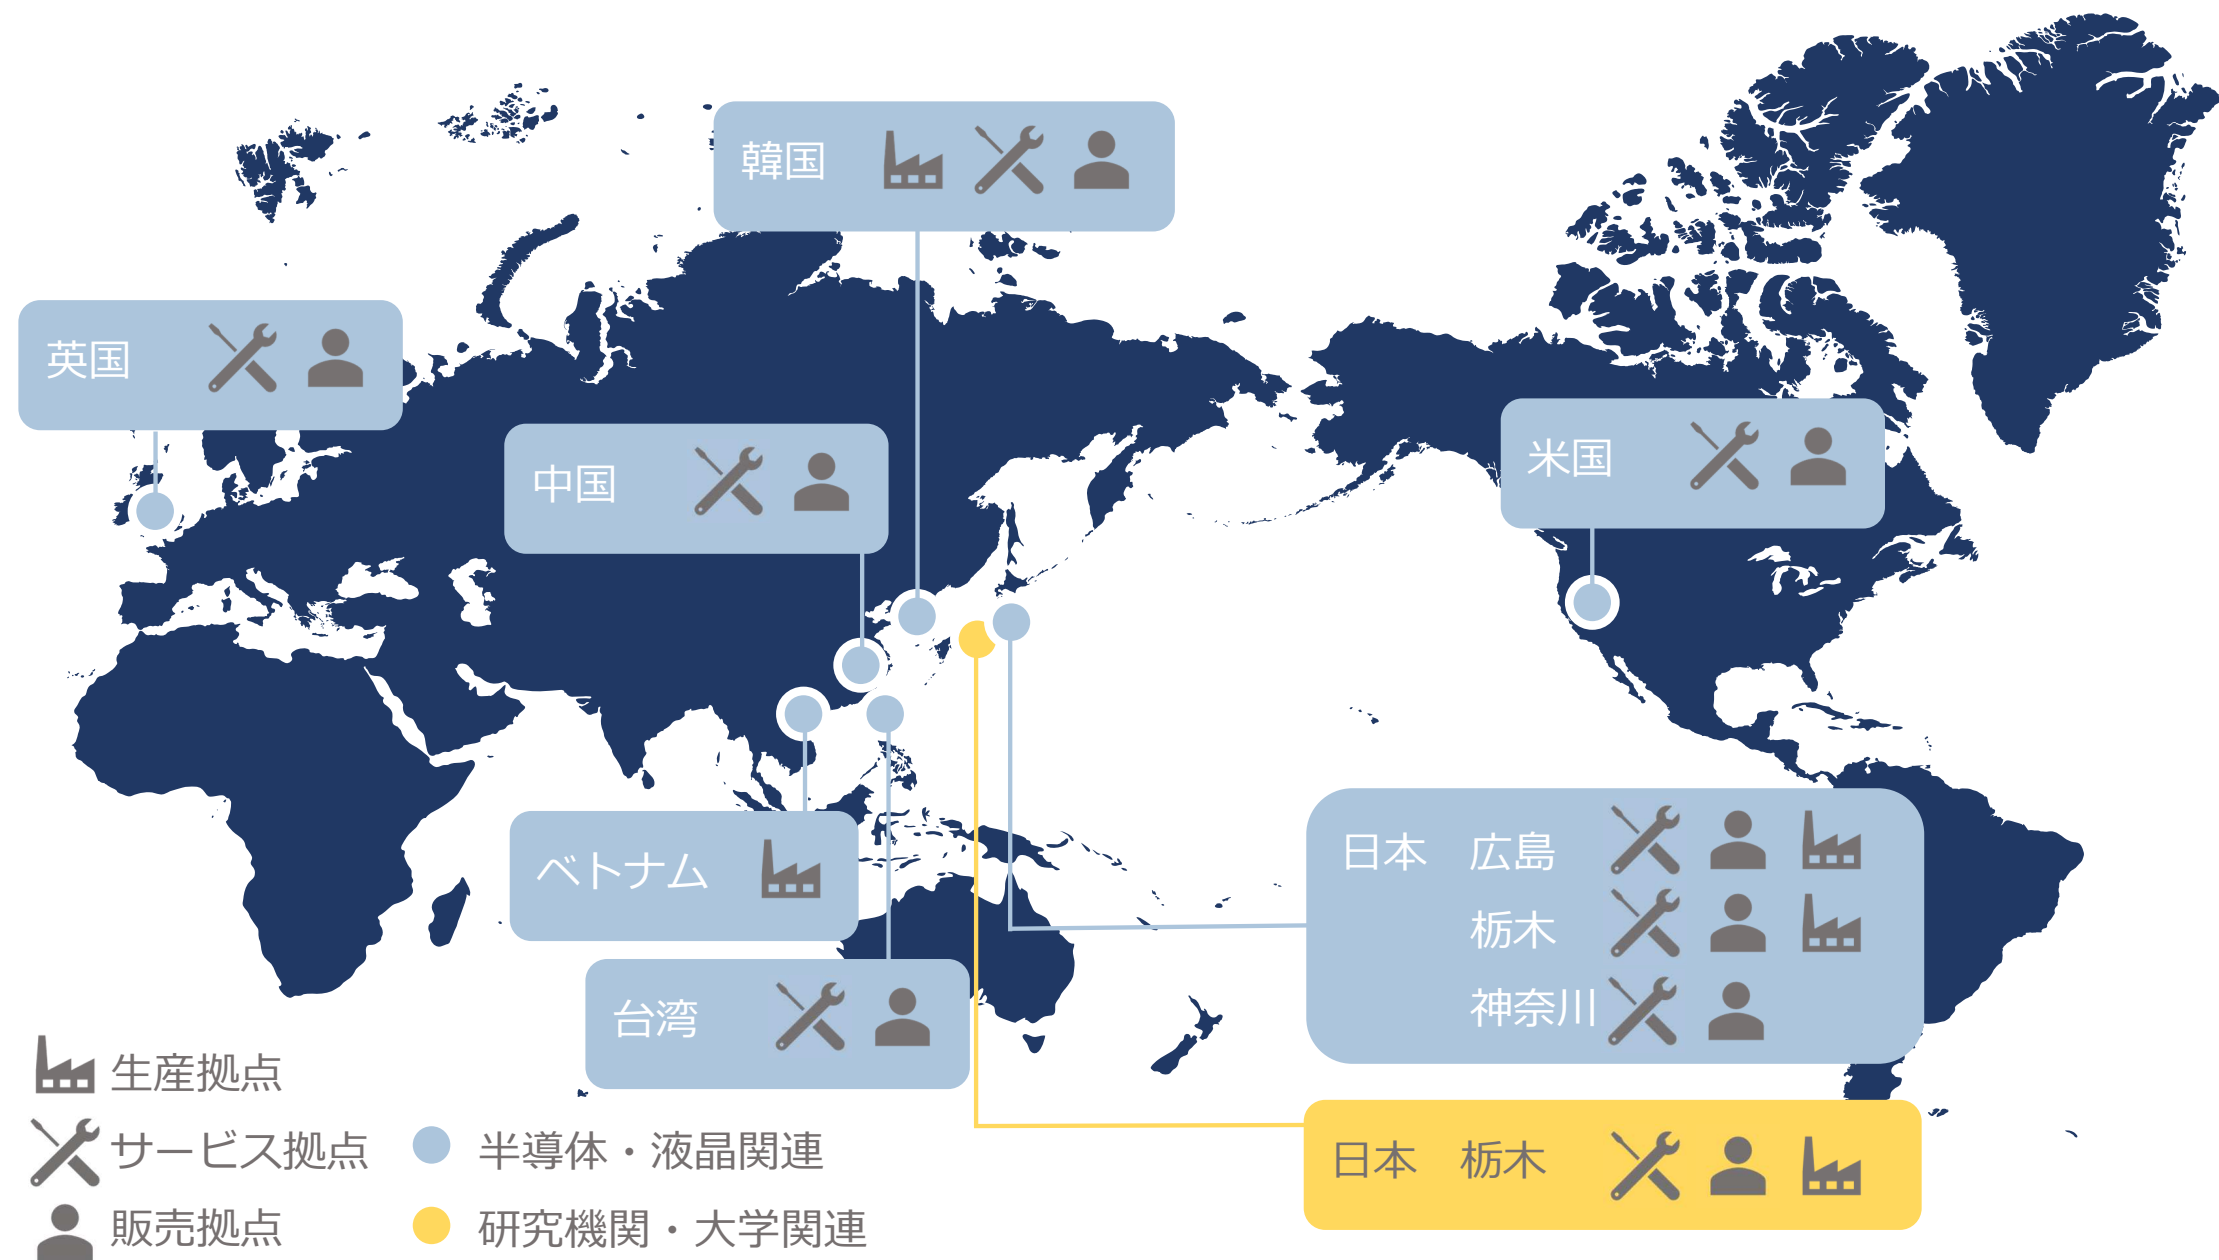 韓国
英国
中国
米国
ベトナム
台湾
日本 広島
栃木
神奈川
日本 栃木
生産拠点
サービス拠点
販売拠点
半導体・液晶関連
研究機関・大学関連